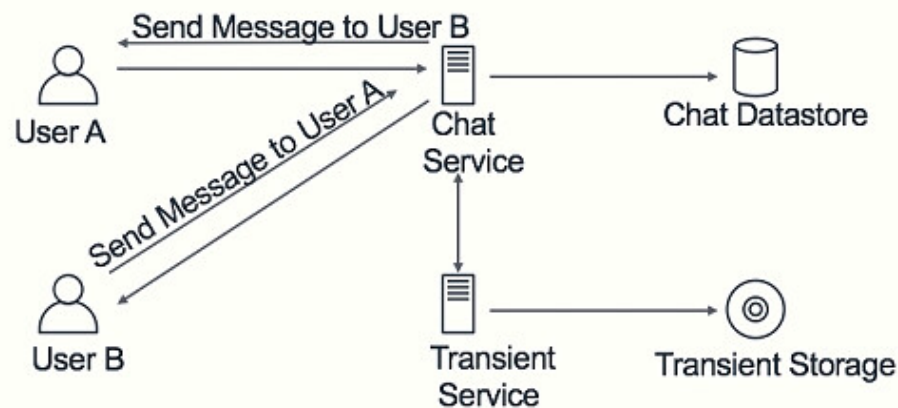 Send Message to User B
User A
Chat
Service
Chat Datastore
Send Message to User A
User B
Transient
Service
Transient Storage